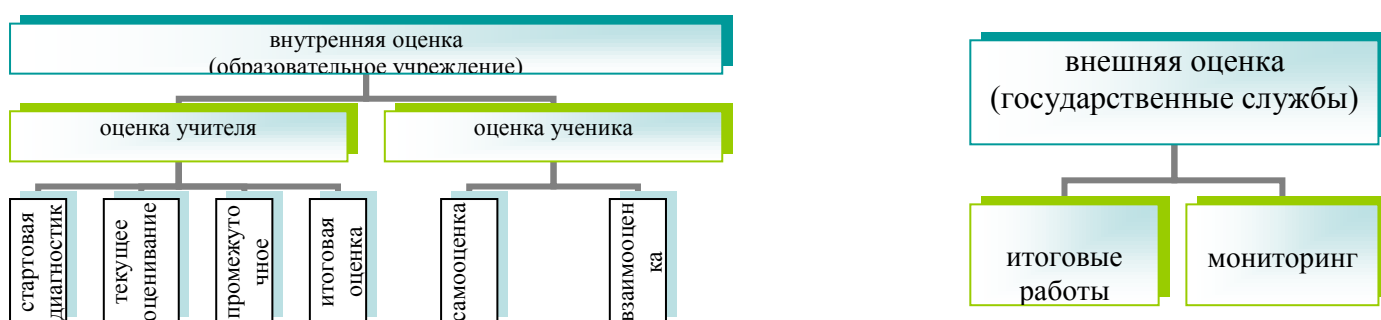 внутренняя оценка
(образовательное учреждение)
оценка учителя
оценка ученика
стартовая
диагностик
текущее
оценивание
промежуто
чное
итоговая
оценка
самооценка
взаимооцен
ка
внешняя оценка
(государственные службы)
итоговые
работы
мониторинг